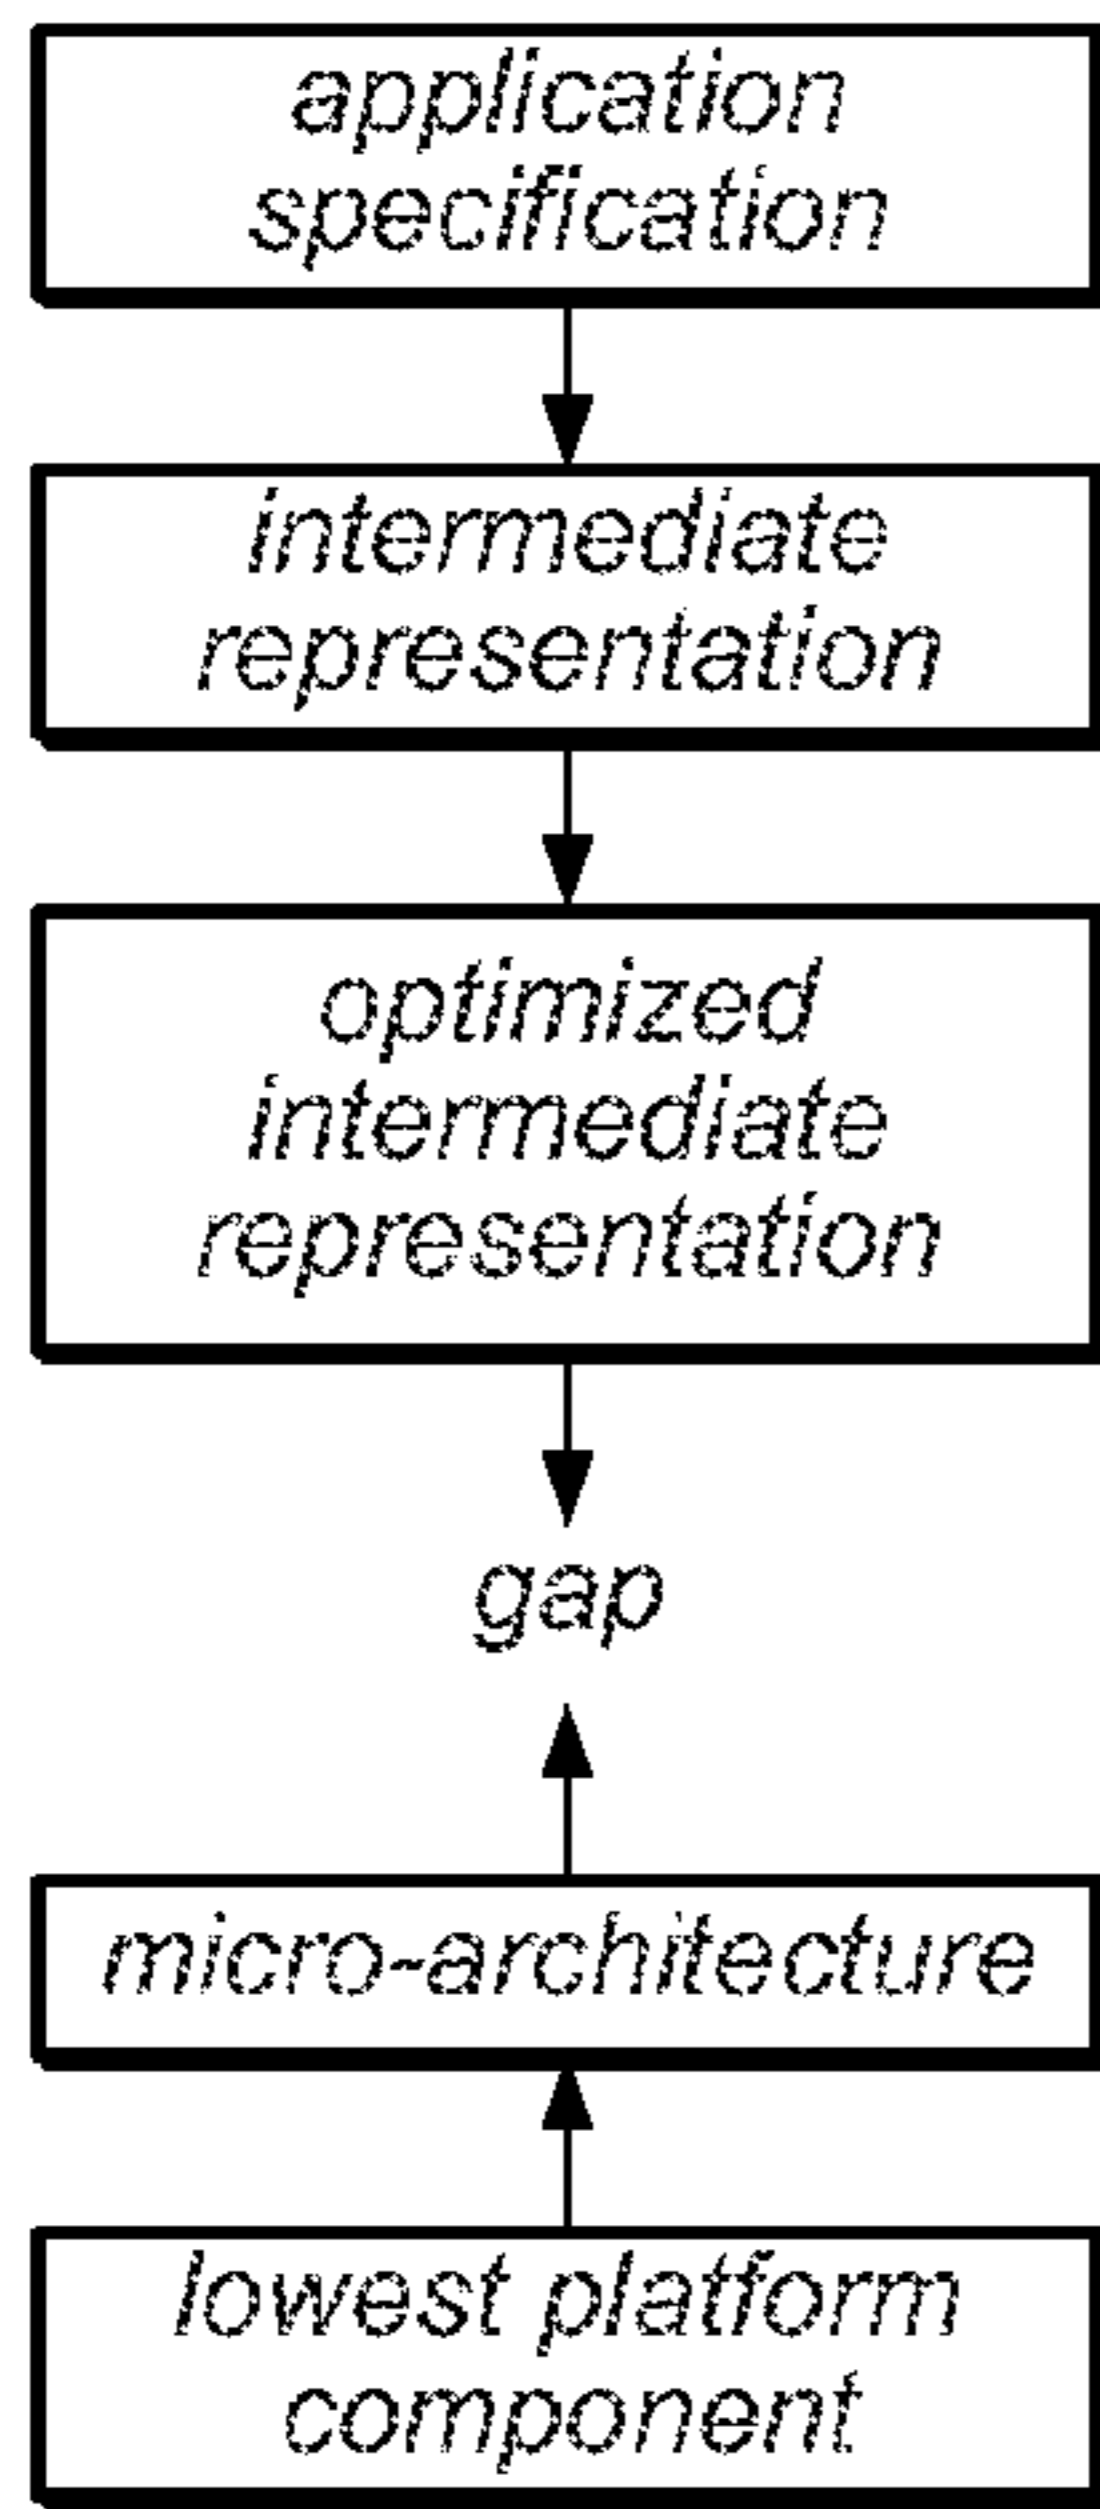 application
specification
intermediate
representation
optimized
intermediate
representation
gap
micro-architecture
lowest platform
component